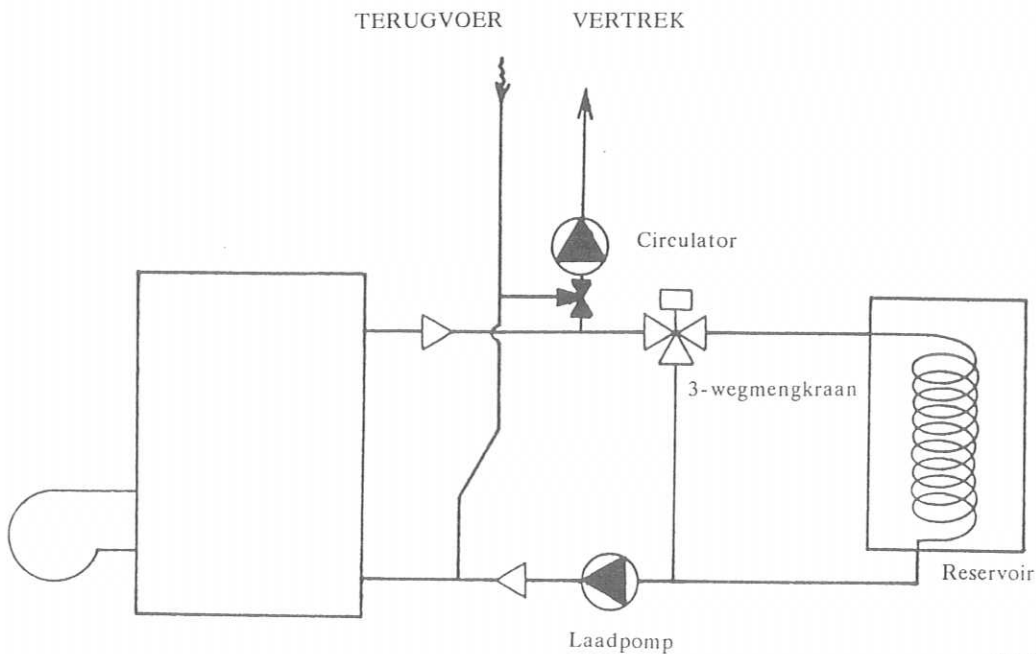 TERUGVOER
VERTREK
Circulator
3-wegmengkraan
Reservoir
Laadpomp